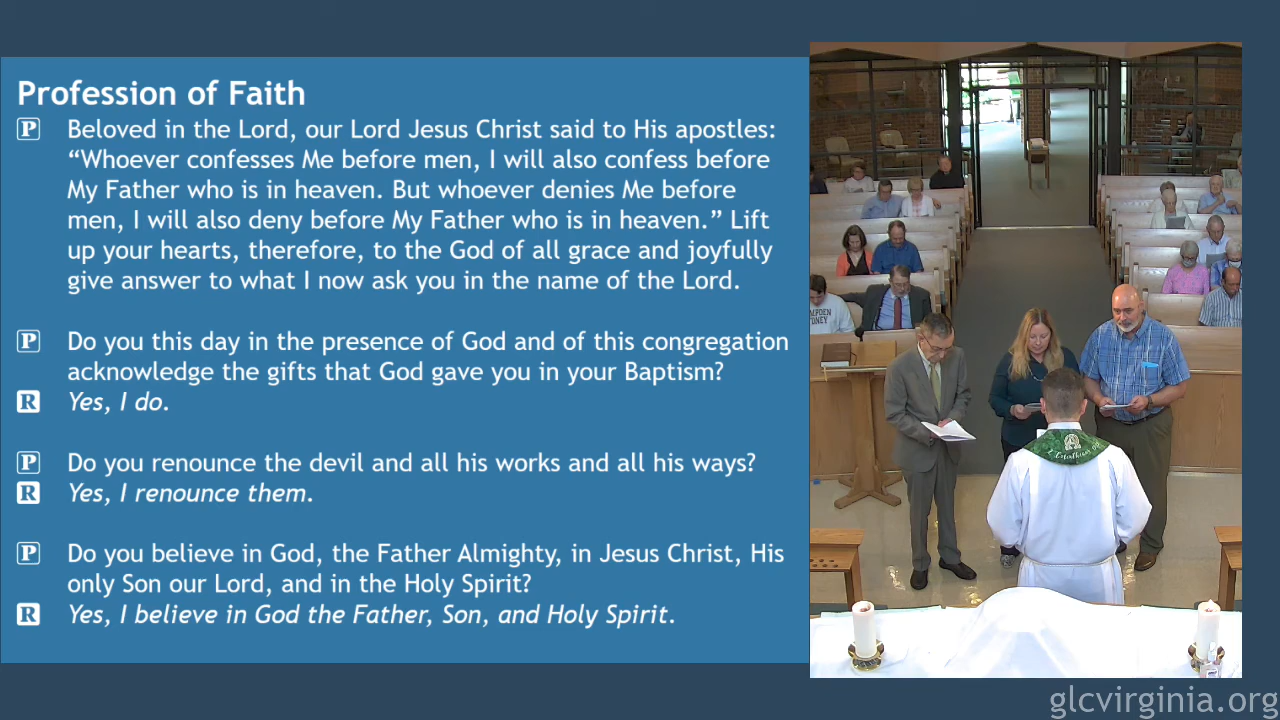 Profession of Faith
P Beloved in the Lord, our Lord Jesus Christ said to His apostles:
“Whoever confesses Me before men, I will also confess before
My Father who is in heaven. But whoever denies Me before
men, I will also deny before My Father who is in heaven.” Lift
up your hearts, therefore, to the God of all grace and joyfully
give answer to what I now ask you in the name of the Lord.
P Do you this day in the presence of God and of this congregation
acknowledge the gifts that God gave you in your Baptism?
R Yes, I do.
P Do you renounce the devil and all his works and all his ways?
R Yes, I renounce them.
P Do you believe in God, the Father Almighty, in Jesus Christ, His
only Son our Lord, and in the Holy Spirit?
R Yes, I believe in God the Father, Son, and Holy Spirit.
glcvirginia.org